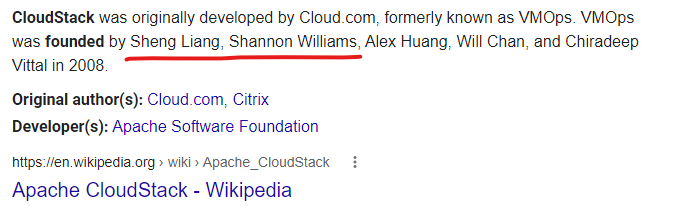 CloudStack was originally developed by Cloud.com, formerly known as VMOps. VMOps
was founded by Sheng Liang, Shannon Williams, Alex Huang, Will Chan, and Chiradeep
Vittal in 2008.
Original author(s): Cloud.com, Citrix
Developer(s): Apache Software Foundation
https://en.wikipedia.org › wiki › Apache_CloudStack
Apache CloudStack - Wikipedia